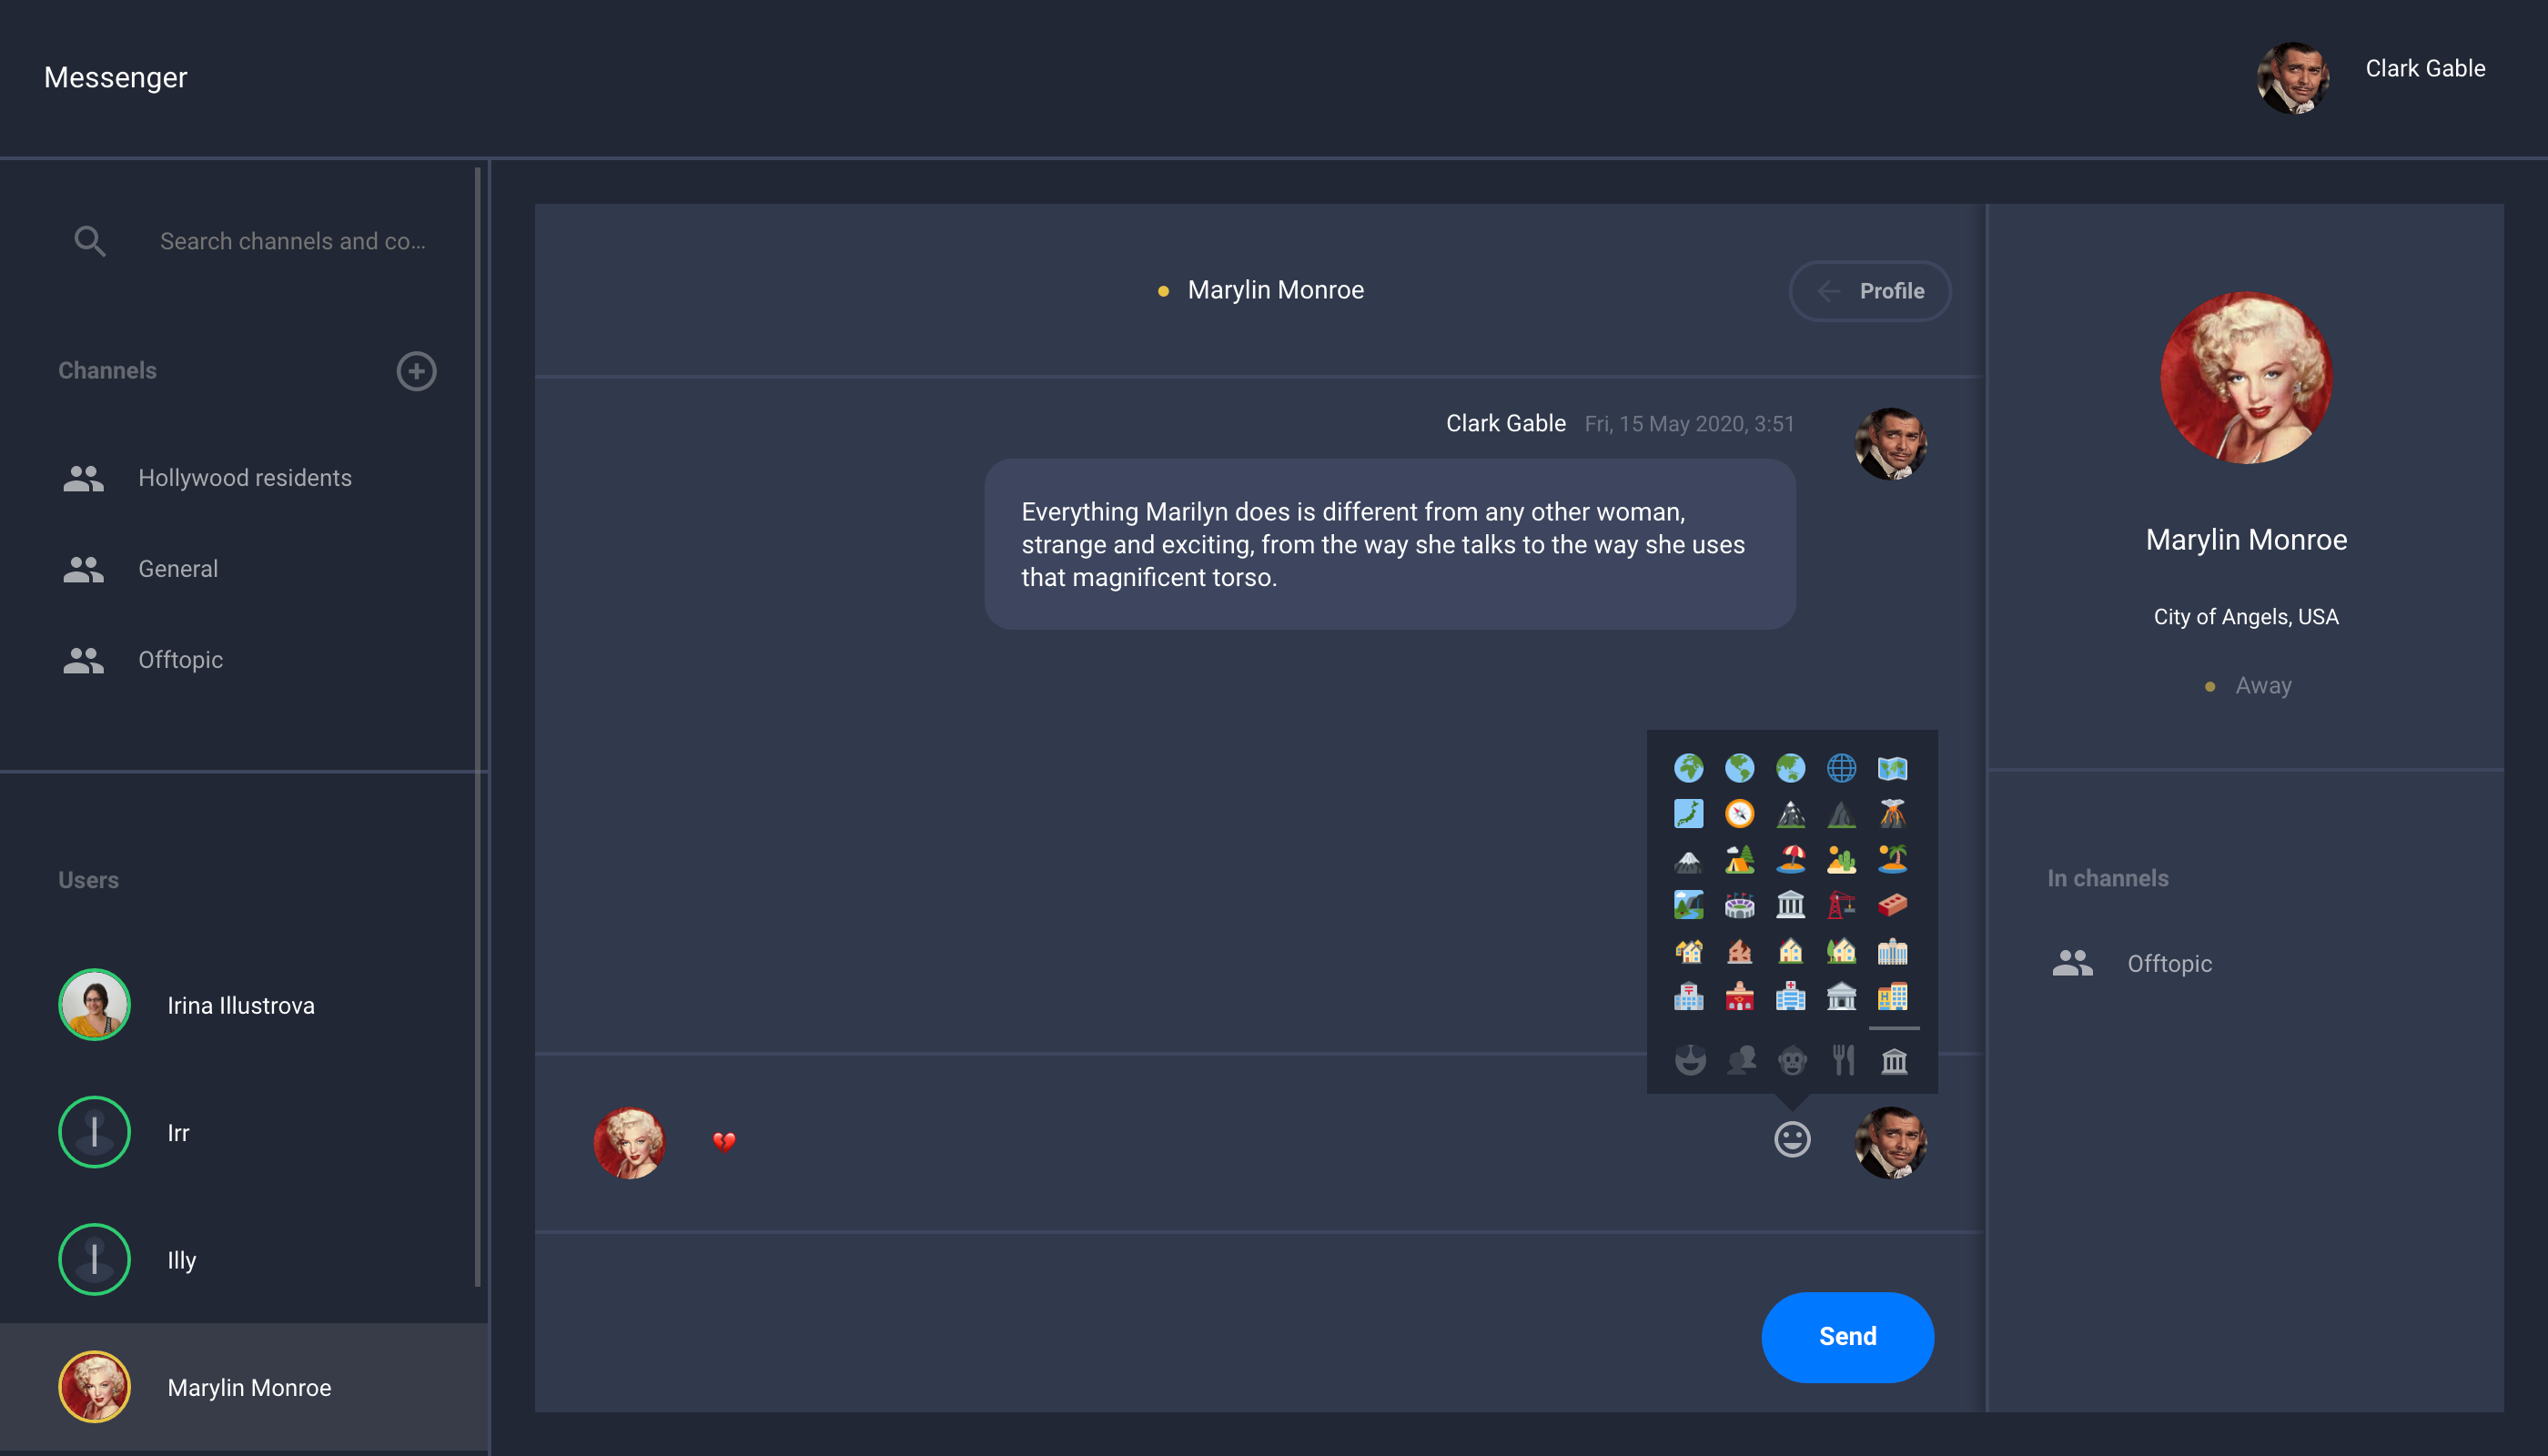 Messenger
Clark Gable
Search channels and co...
Channels
Hollywood residents
General
Offtopic
Users
Irina Illustrova
Irr
Illy
Marylin Monroe
Marylin Monroe
Profile
Clark Gable Fri, 15 May 2020, 3:51
Everything Marilyn does is different from any other woman,
strange and exciting, from the way she talks to the way she uses
that magnificent torso.
Send
Marylin Monroe
City of Angels, USA
Away
In channels
Offtopic